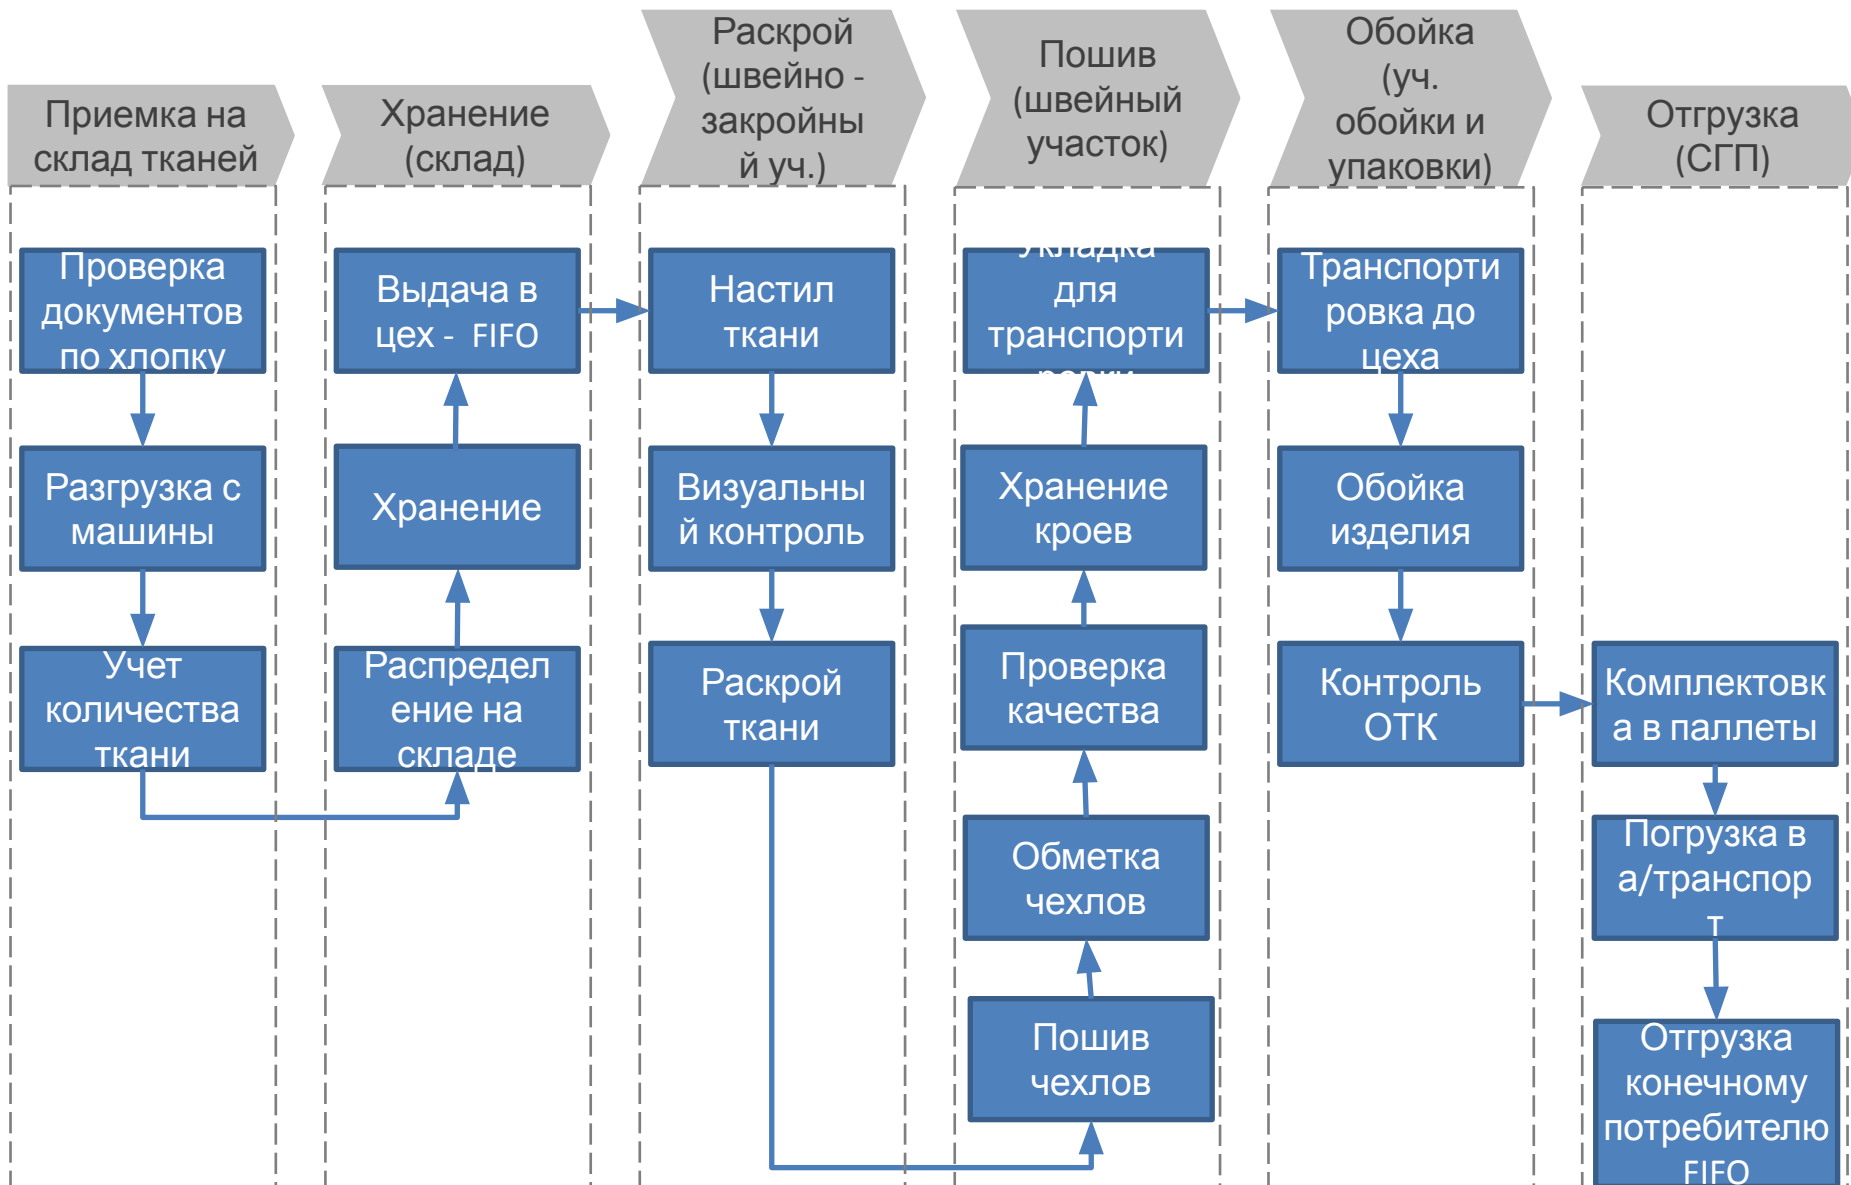 Приемка на
склад тканей
Хранение
(склад)
Раскрой
(швейно -
закройны
й уч.)
Пошив
(швейный
участок)
Обойка
(уч.
обойки и
упаковки)
Отгрузка
(СГП)
Проверка
документов
по хлопку
Разгрузка с
машины
Учет
количества
ткани
Выдача в
цех - FIFO
Хранение
Распредел
ение на
складе
Настил
ткани
Визуальны
й контроль
Раскрой
ткани
Укладка
для
транспорти
ровки
Хранение
кроев
Проверка
качества
Обметка
чехлов
Пошив
чехлов
Транспорти
ровка до
цеха
Обойка
изделия
Контроль
ОТК
Комплектовк
а в паллеты
Погрузка в
а/транспор
т
Отгрузка
конечному
потребителю
FIFO